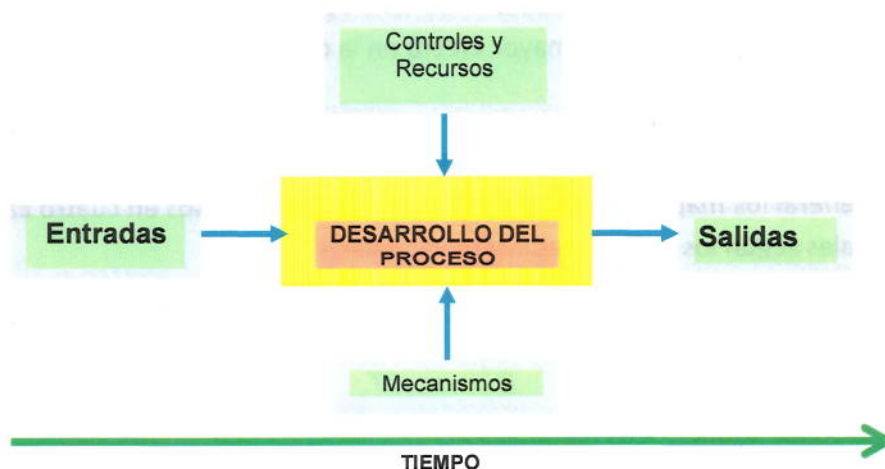 Controles y
Recursos
Entradas
DESARROLLO DEL
PROCESO
Salidas
Mecanismos
TIEMPO